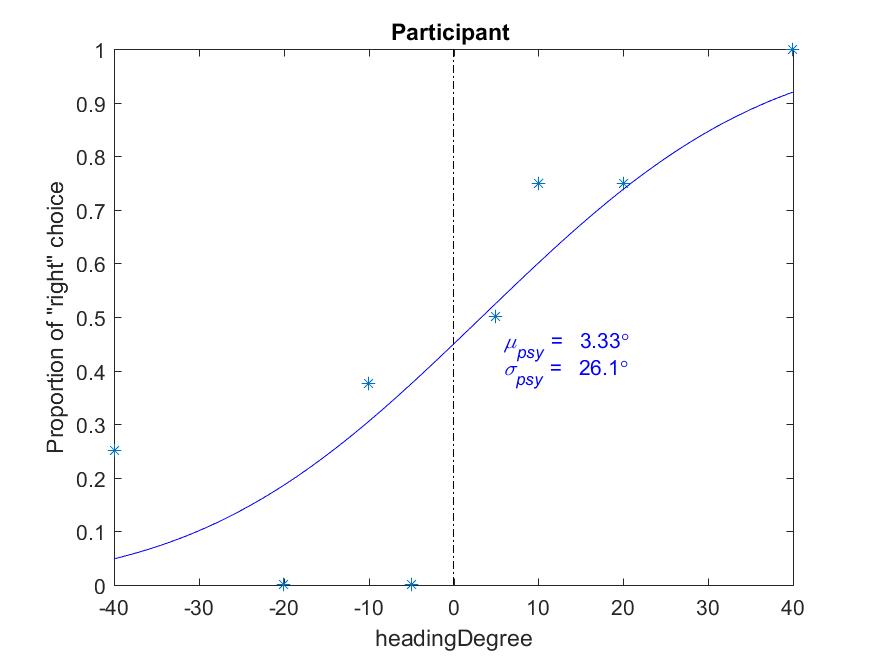 Participant
1
0.9
0.8
0.7
0.6
0.5
0.4
0.3
0.2
0.1
0
Proportion of "right" choice
μpsy = 3.33°
σpsy = 26.1°
-40 -30 -20 -10 0 10 20 30 40
headingDegree